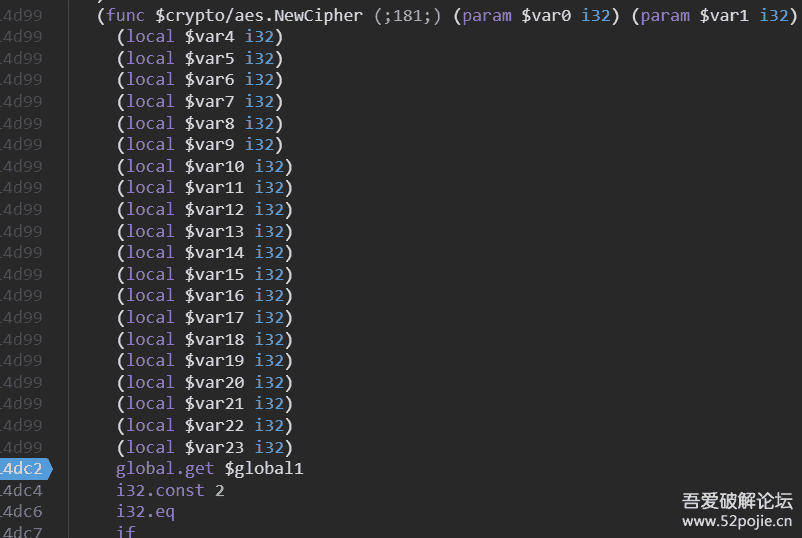 )
.4d99 (func $crypto/aes.NewCipher (;181;) (param $var0 i32) (param $var1 i32)
.4d99 (local $var4 i32)
.4d99 (local $var5 i32)
.4d99 (local $var6 i32)
.4d99 (local $var7 i32)
.4d99 (local $var8 i32)
.4d99 (local $var9 i32)
.4d99 (local $var10 i32)
.4d99 (local $var11 i32)
.4d99 (local $var12 i32)
.4d99 (local $var13 i32)
.4d99 (local $var14 i32)
.4d99 (local $var15 i32)
.4d99 (local $var16 i32)
.4d99 (local $var17 i32)
.4d99 (local $var18 i32)
.4d99 (local $var19 i32)
.4d99 (local $var20 i32)
.4d99 (local $var21 i32)
.4d99 (local $var22 i32)
.4d99 (local $var23 i32)
.4dc2 global.get $global1
.4dc4 i32.const 2
.4dc6 i32.eq
.4dc7 if
吾爱破解论坛
www.52pojie.cn